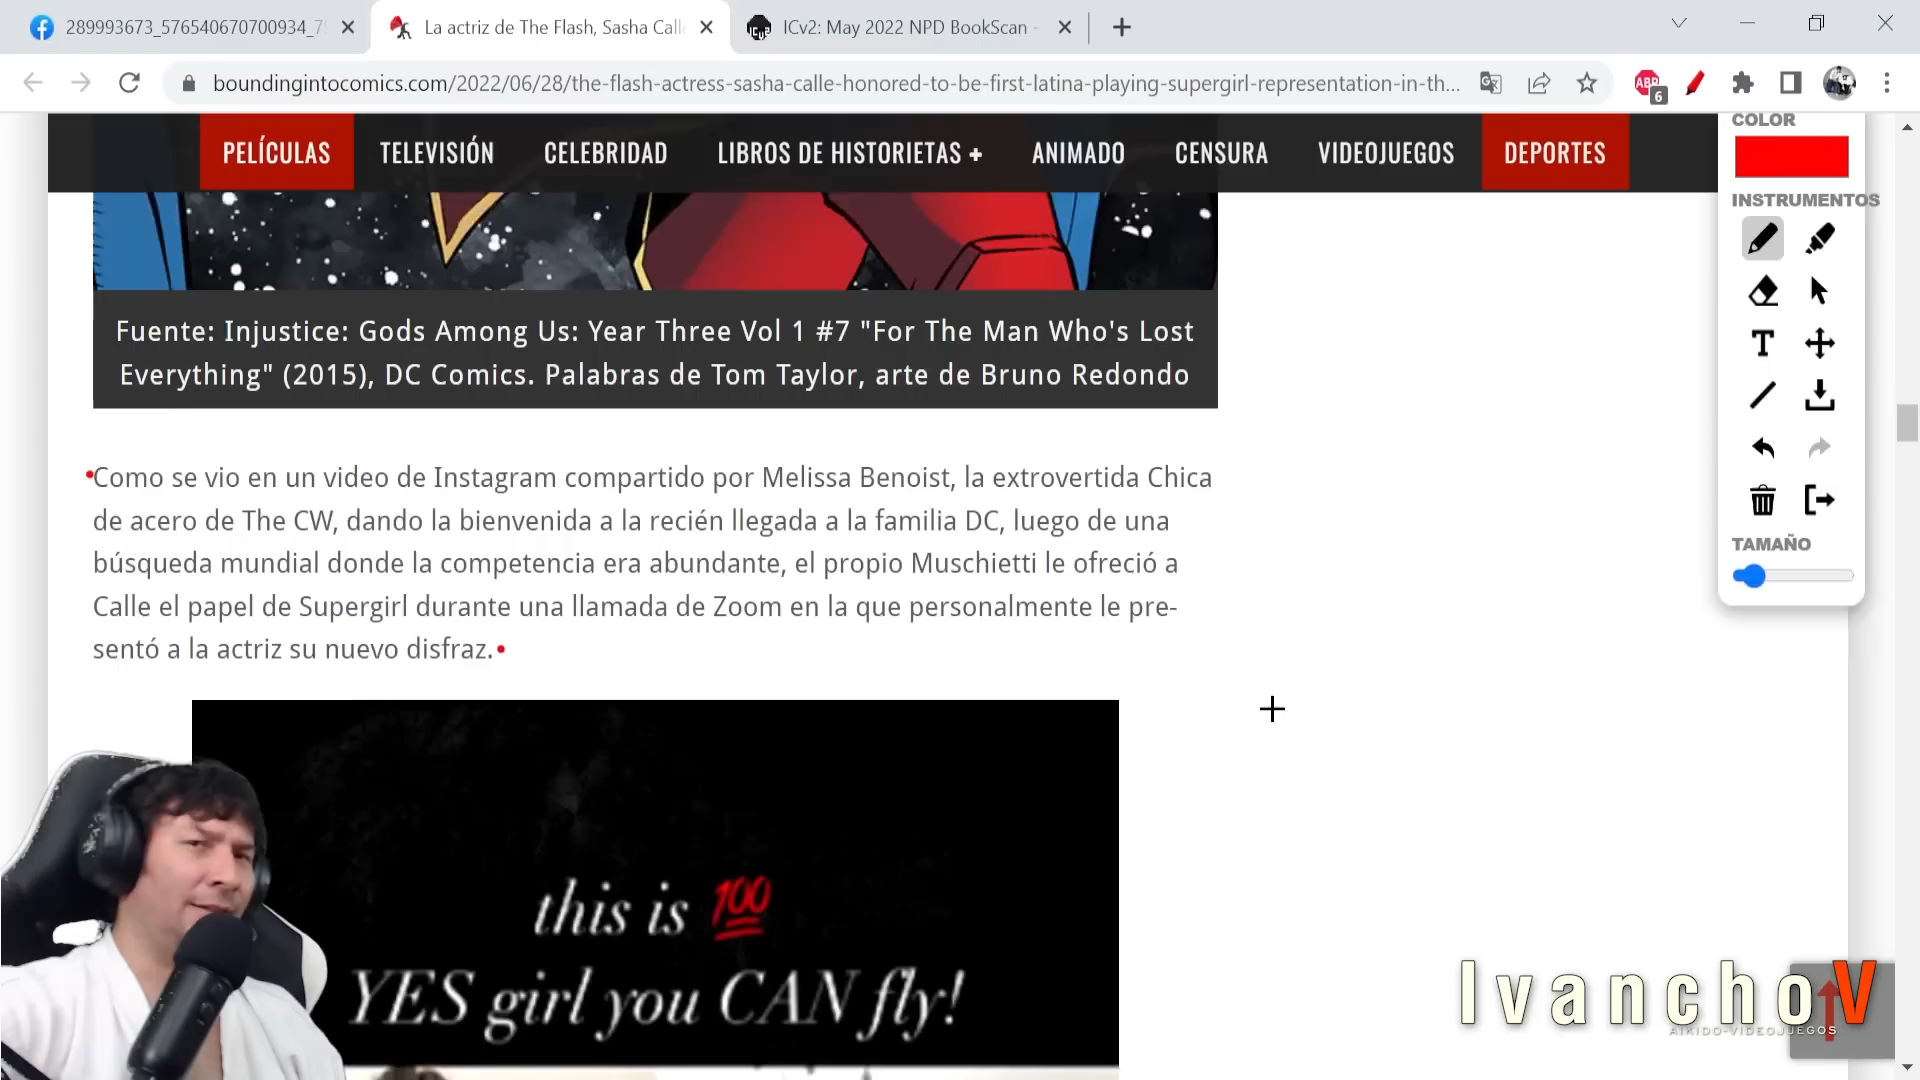 289993673_576540670700934_7
La actriz de The Flash, Sasha Calle
ICv2: May 2022 NPD BookScan -
boundingintocomics.com/2022/06/28/the-flash-actress-sasha-calle-honored-to-be-first-latina-playing-supergirl-representation-in-th...
ABP
6
PELÍCULAS
TELEVISIÓN
CELEBRIDAD
LIBROS DE HISTORIETAS +
ANIMADO
CENSURA
VIDEOJUEGOS
DEPORTES
COLOR
INSTRUMENTOS
TAMAÑO
Fuente: Injustice: Gods Among Us: Year Three Vol 1 #7 "For The Man Who's Lost
Everything" (2015), DC Comics. Palabras de Tom Taylor, arte de Bruno Redondo
Como se vio en un video de Instagram compartido por Melissa Benoist, la extrovertida Chica
de acero de The CW, dando la bienvenida a la recién llegada a la familia DC, luego de una
búsqueda mundial donde la competencia era abundante, el propio Muschietti le ofreció a
Calle el papel de Supergirl durante una llamada de Zoom en la que personalmente le pre-
sentó a la actriz su nuevo disfraz.
this is 💯
YES girl you CAN fly!
IvanchoV
AIKIDO-VIDEOJUEGOS